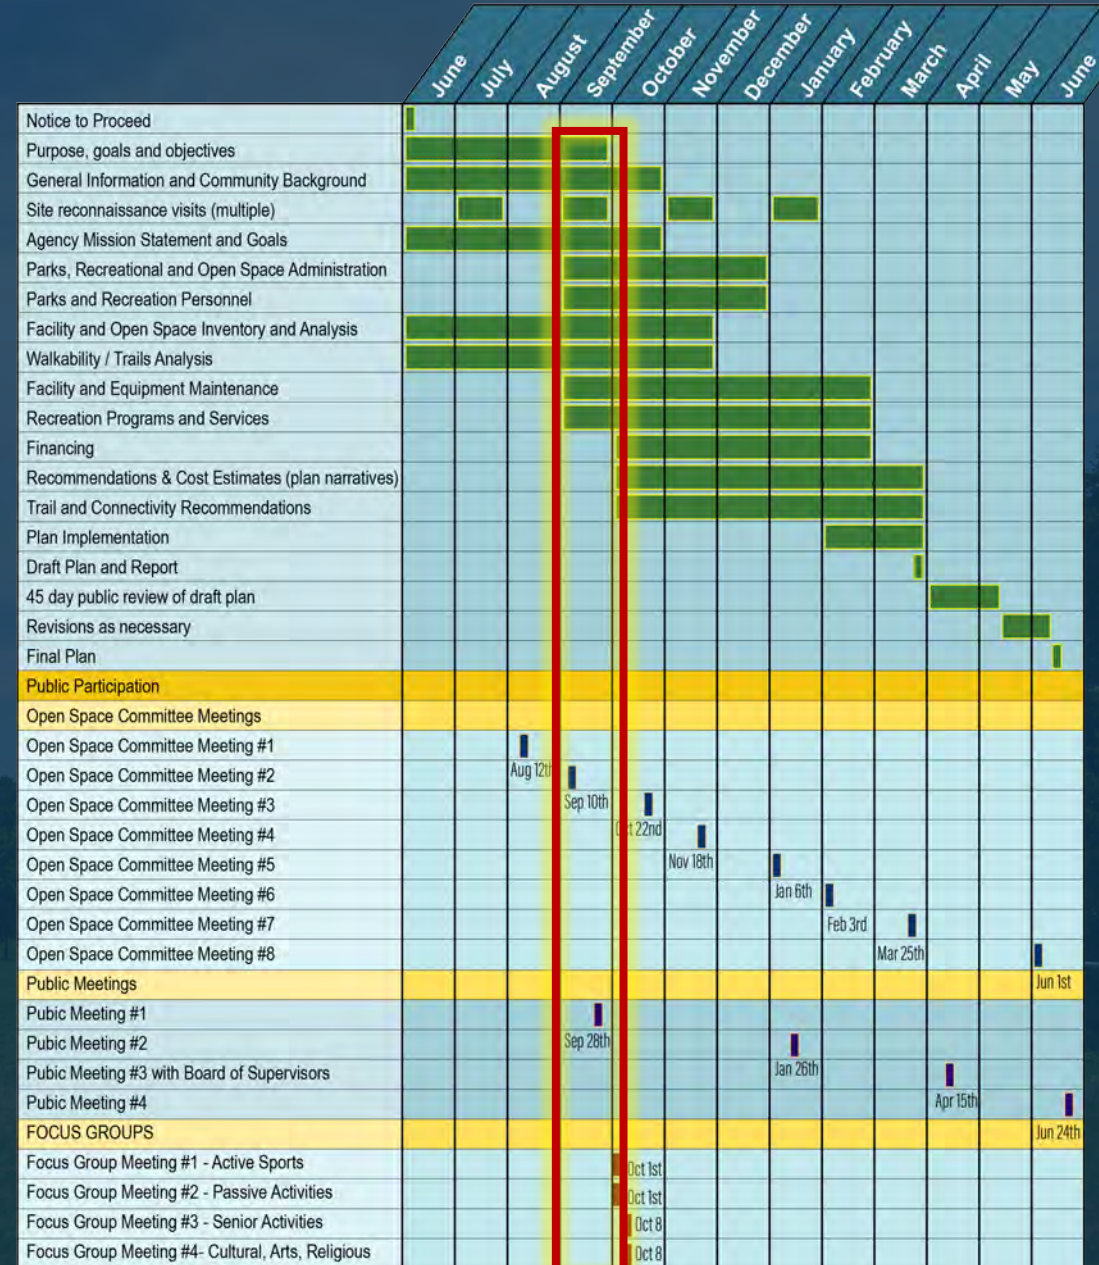 June July August September October November December January February March April May June
Notice to Proceed
Purpose, goals and objectives
General Information and Community Background
Site reconnaissance visits (multiple)
Agency Mission Statement and Goals
Parks, Recreational and Open Space Administration
Parks and Recreation Personnel
Facility and Open Space Inventory and Analysis
Walkability / Trails Analysis
Facility and Equipment Maintenance
Recreation Programs and Services
Financing
Recommendations & Cost Estimates (plan narratives)
Trail and Connectivity Recommendations
Plan Implementation
Draft Plan and Report
45 day public review of draft plan
Revisions as necessary
Final Plan
Public Participation
Open Space Committee Meetings
Open Space Committee Meeting #1
Aug 12th
Open Space Committee Meeting #2
Sep 10th
Open Space Committee Meeting #3
Oct 22nd
Open Space Committee Meeting #4
Nov 18th
Open Space Committee Meeting #5
Jan 6th
Open Space Committee Meeting #6
Feb 3rd
Open Space Committee Meeting #7
Mar 25th
Open Space Committee Meeting #8
Public Meetings
Jun 1st
Pubic Meeting #1
Sep 28th
Pubic Meeting #2
Jan 26th
Pubic Meeting #3 with Board of Supervisors
Apr 15th
Pubic Meeting #4
FOCUS GROUPS
Jun 24th
Focus Group Meeting #1 - Active Sports
Oct 1st
Focus Group Meeting #2 - Passive Activities
Oct 1st
Focus Group Meeting #3 - Senior Activities
Oct 8
Focus Group Meeting #4- Cultural, Arts, Religious
Oct 8